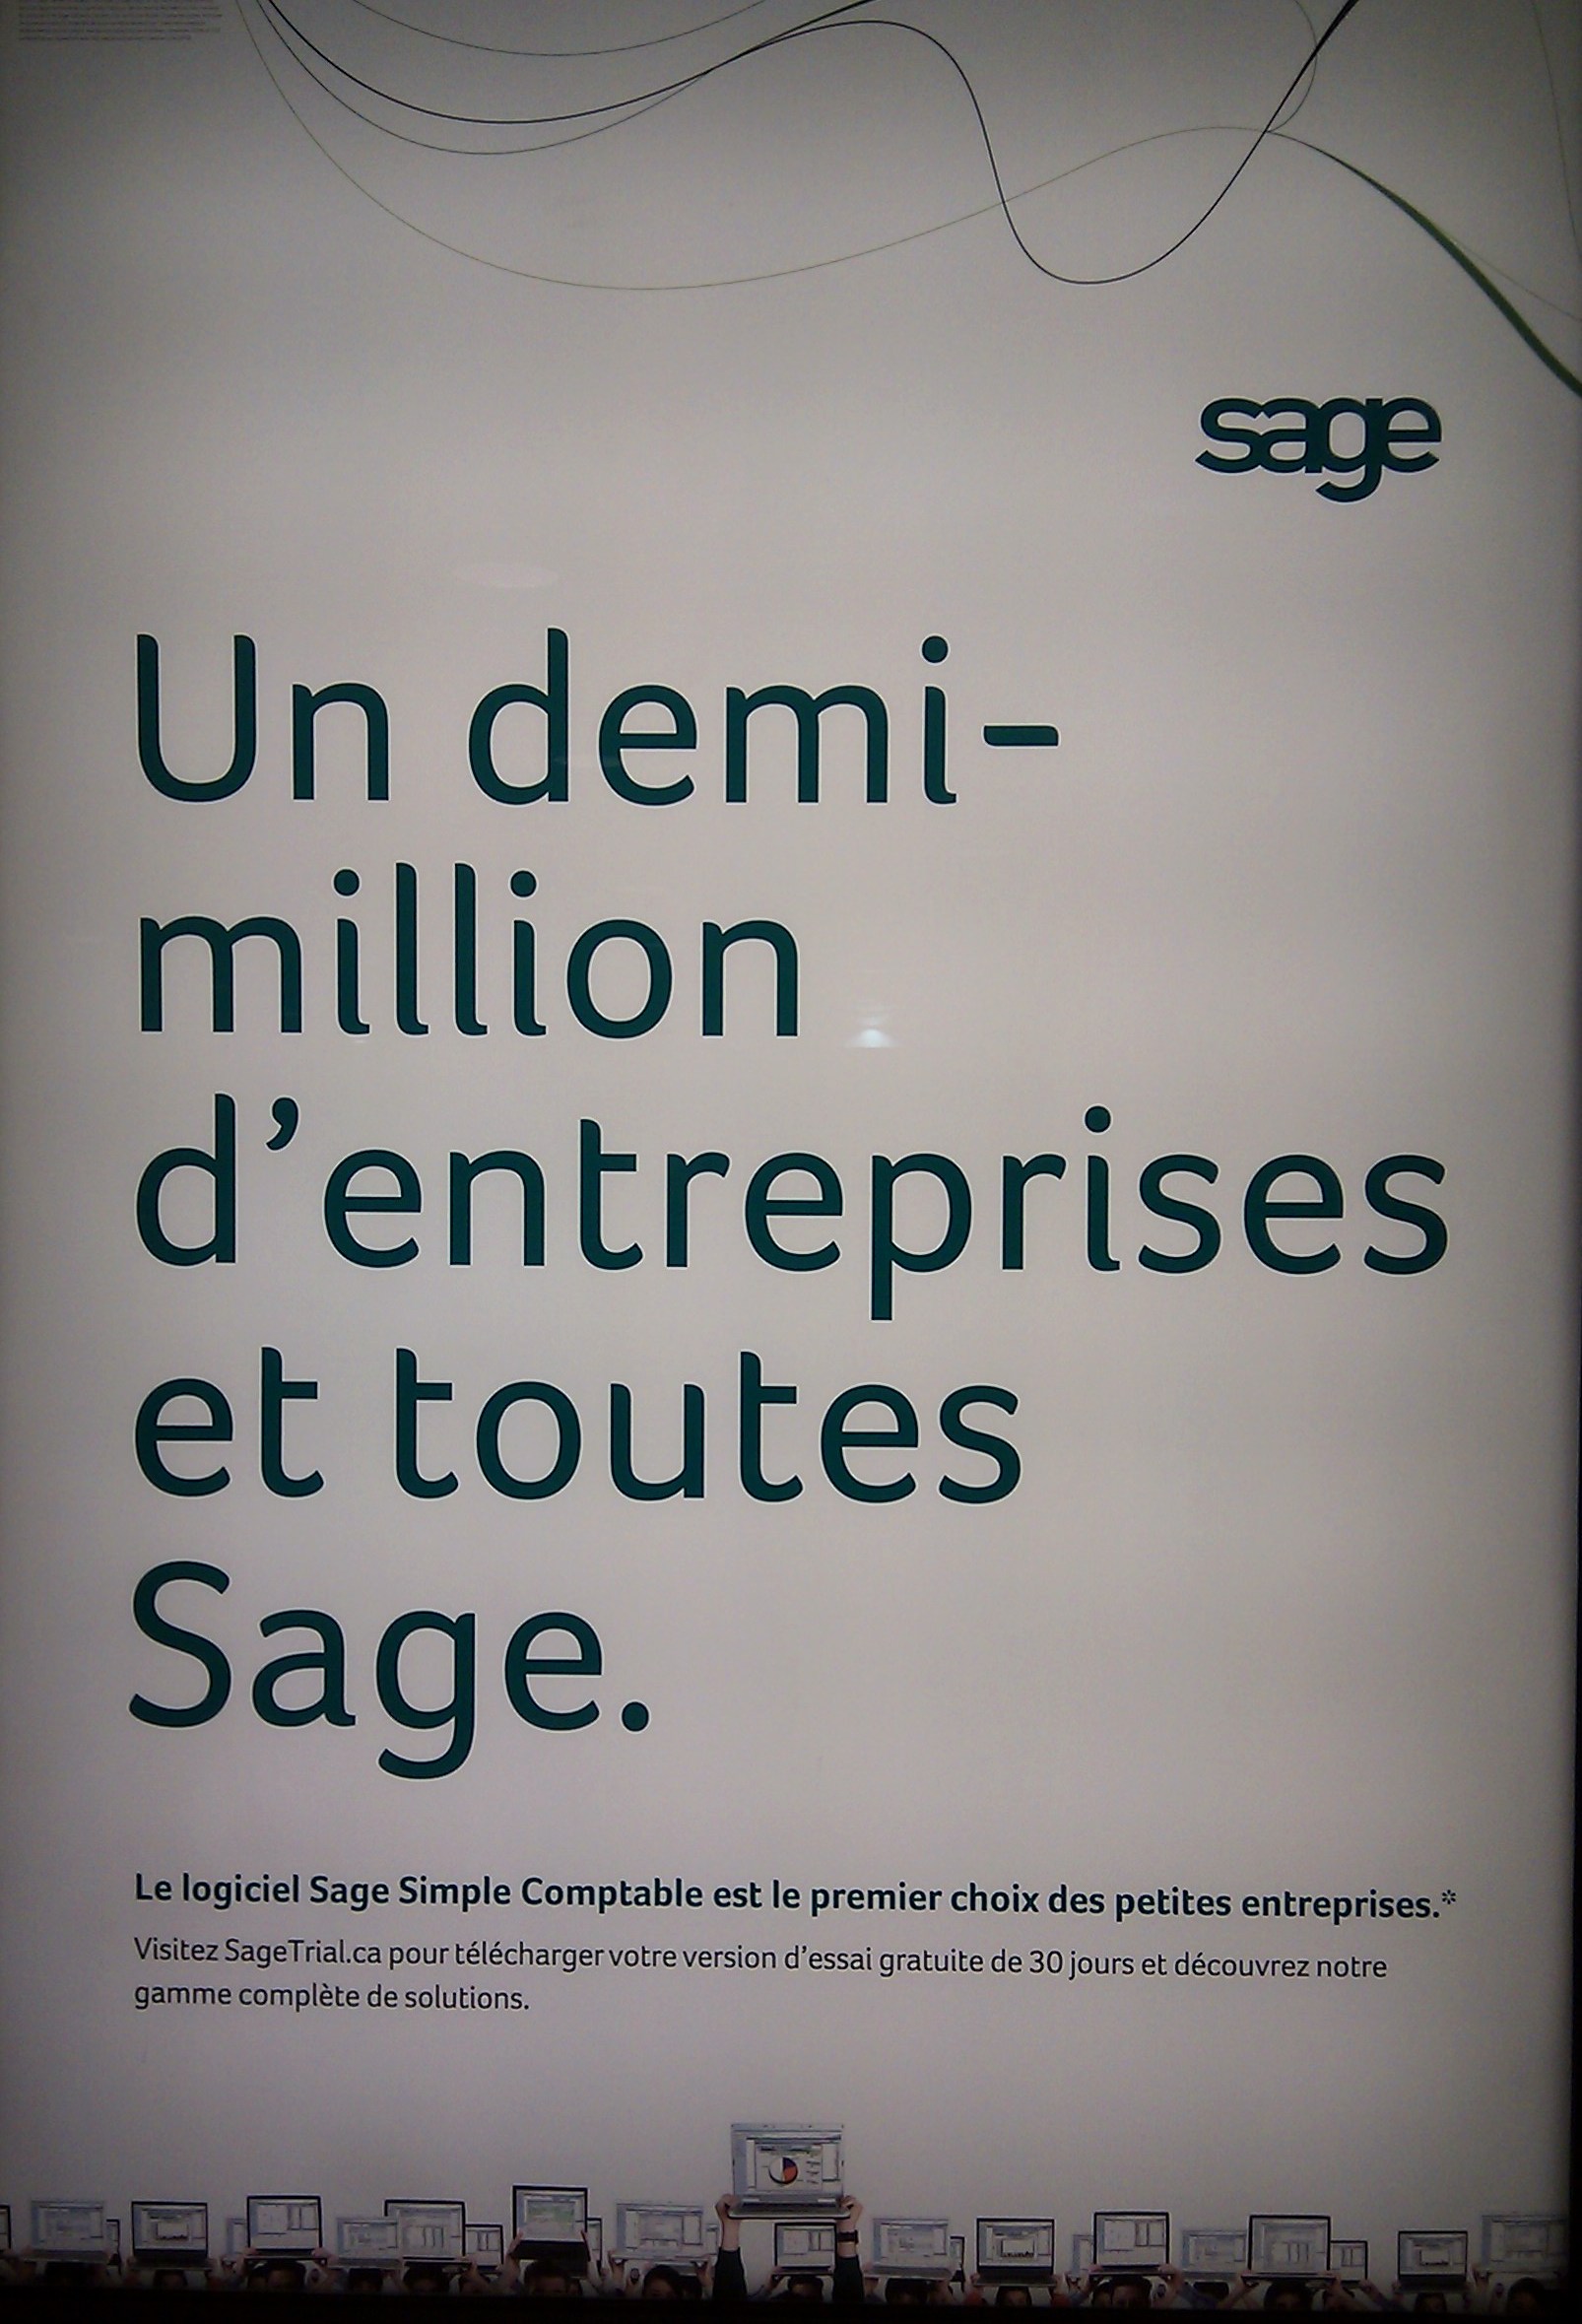 sage
Un demi-
million
d’entreprises
et toutes
Sage.
Le logiciel Sage Simple Comptable est le premier choix des petites entreprises.*
Visitez SageTrial.ca pour télécharger votre version d’essai gratuite de 30 jours et découvrez notre
gamme complète de solutions.